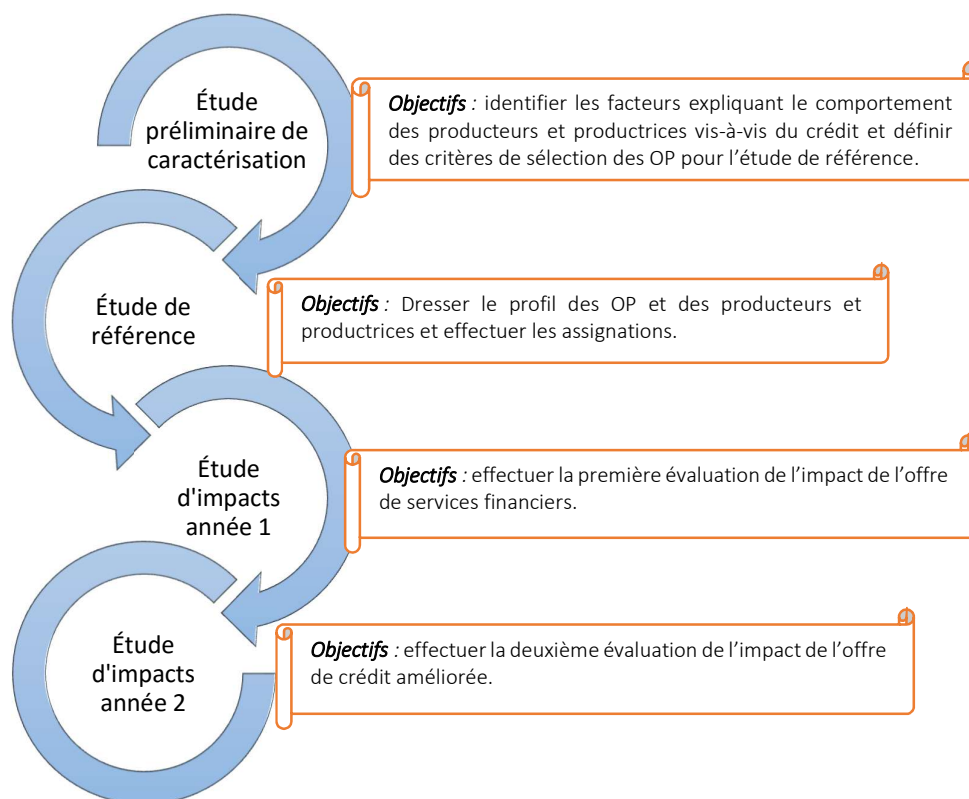 Étude
préliminaire de
caractérisation
Objectifs : identifier les facteurs expliquant le comportement
des producteurs et productrices vis-à-vis du crédit et définir
des critères de sélection des OP pour l’étude de référence.
Étude de
référence
Objectifs : Dresser le profil des OP et des producteurs et
productrices et effectuer les assignations.
Étude
d'impacts
année 1
Objectifs : effectuer la première évaluation de l’impact de l’offre
de services financiers.
Étude
d'impacts
année 2
Objectifs : effectuer la deuxième évaluation de l’impact de l’offre
de crédit améliorée.